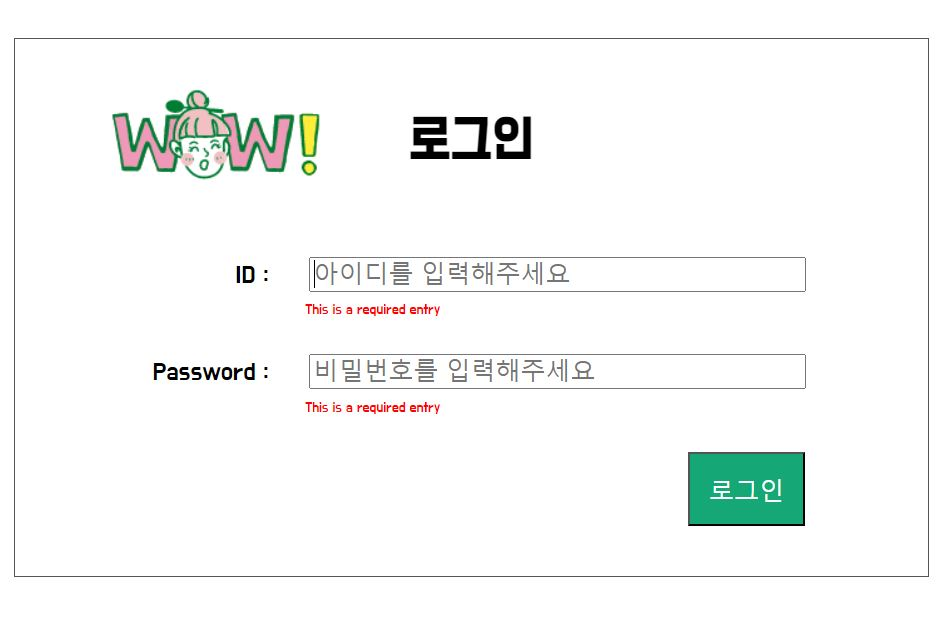 WOW!
로그인
ID :
아이디를 입력해주세요
This is a required entry
Password :
비밀번호를 입력해주세요
This is a required entry
로그인